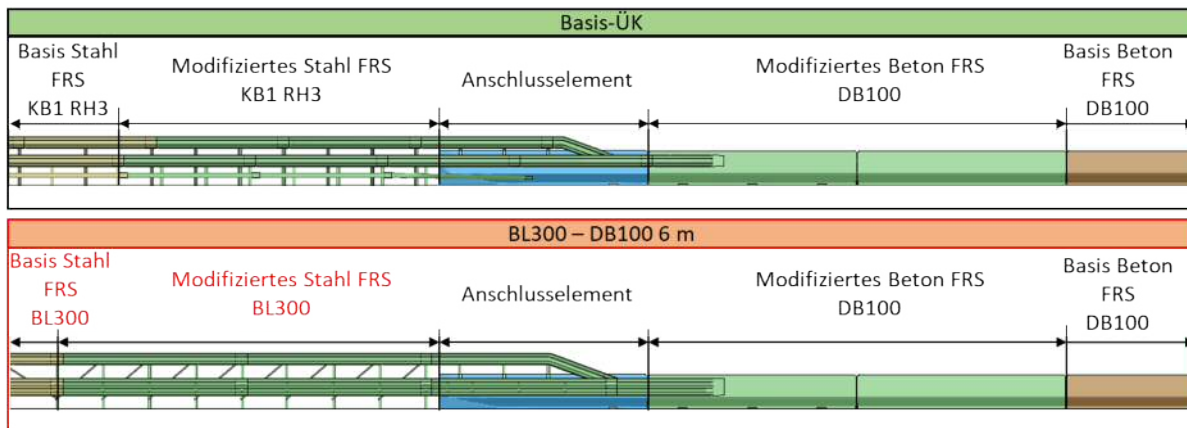 Basis-ÜK
Basis Stahl
FRS
KB1 RH3
Modifiziertes Stahl FRS
KB1 RH3
Anschlusselement
Modifiziertes Beton FRS
DB100
Basis Beton
FRS
DB100
BL300 – DB100 6 m
Basis Stahl
FRS
BL300
Modifiziertes Stahl FRS
BL300
Anschlusselement
Modifiziertes Beton FRS
DB100
Basis Beton
FRS
DB100